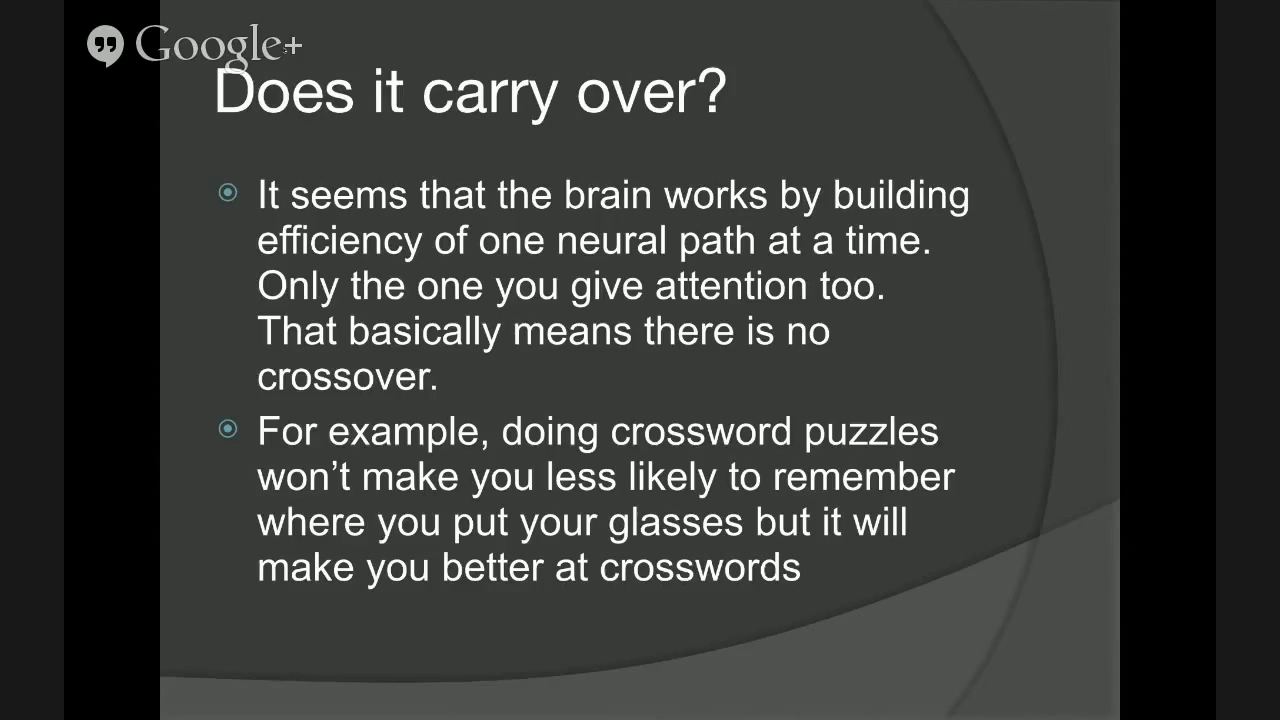 Google+
Does it carry over?
It seems that the brain works by building
efficiency of one neural path at a time.
Only the one you give attention too.
That basically means there is no
crossover.
For example, doing crossword puzzles
won’t make you less likely to remember
where you put your glasses but it will
make you better at crosswords